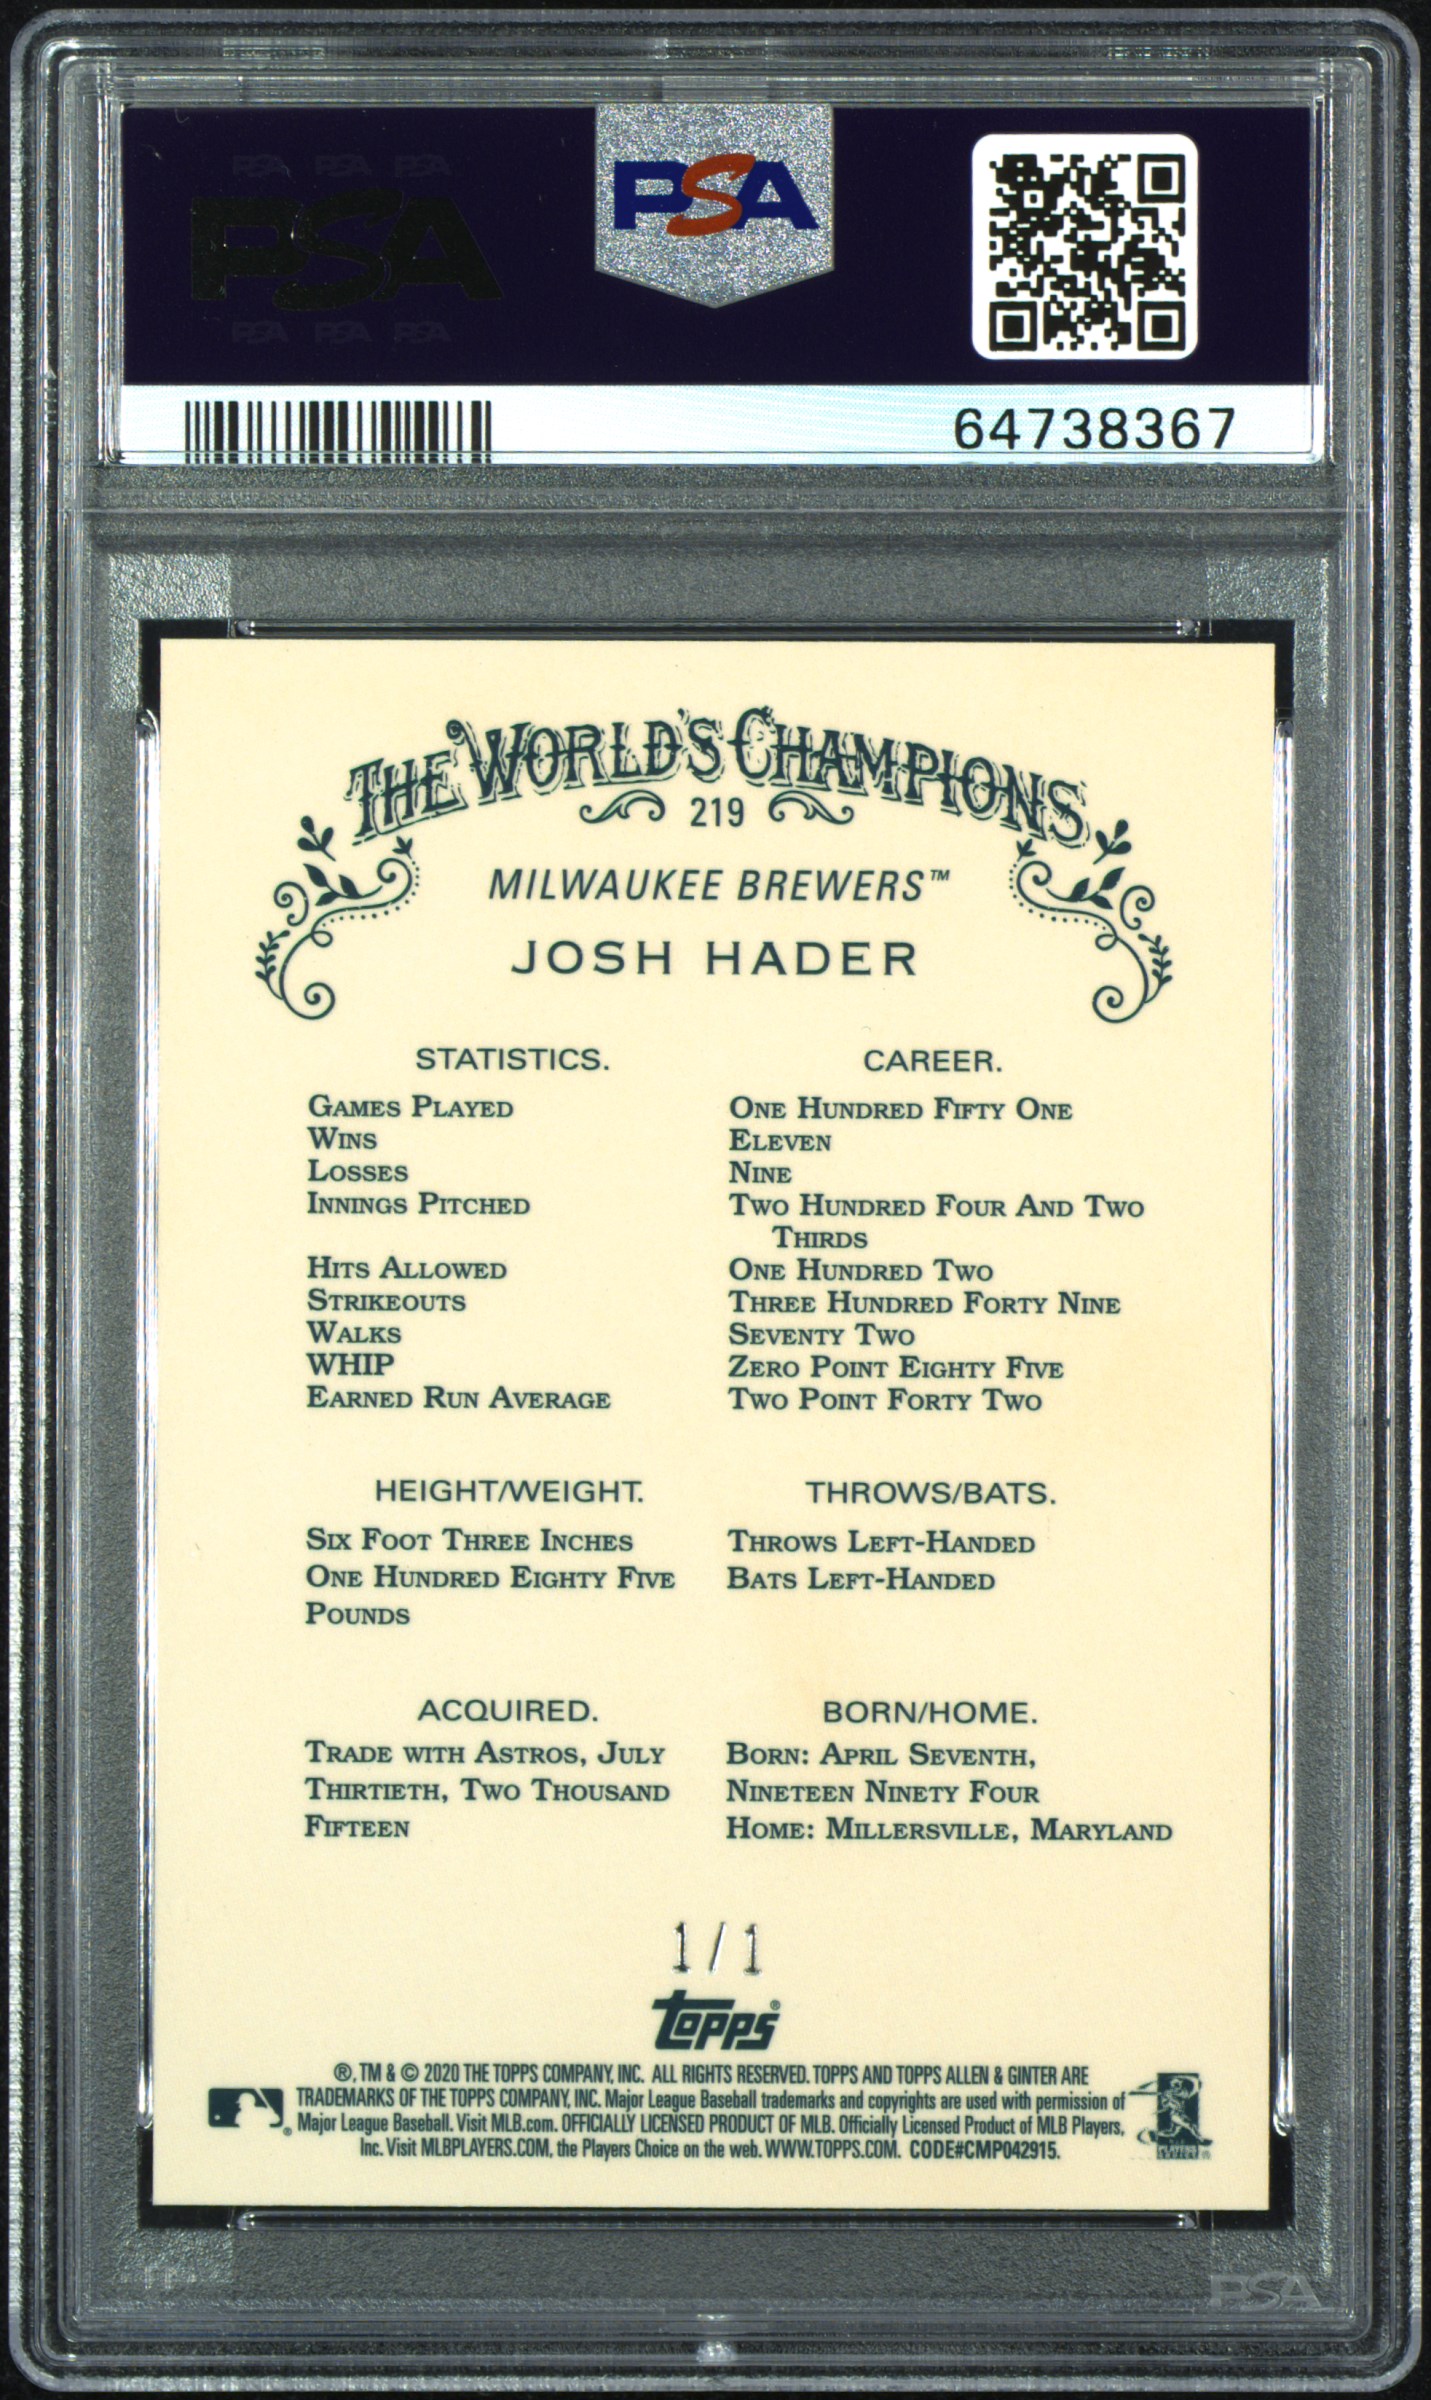 PSA PSA PSA
PSA
PSA PSA PSA
PSA
64738367
THE WORLD'S CHAMPIONS
219
MILWAUKEE BREWERS™
JOSH HADER
STATISTICS. CAREER.
GAMES PLAYED ONE HUNDRED FIFTY ONE
WINS ELEVEN
LOSSES NINE
INNINGS PITCHED TWO HUNDRED FOUR AND TWO
THIRDS
HITS ALLOWED ONE HUNDRED TWO
STRIKEOUTS THREE HUNDRED FORTY NINE
WALKS SEVENTY TWO
WHIP ZERO POINT EIGHTY FIVE
EARNED RUN AVERAGE TWO POINT FORTY TWO
HEIGHT/WEIGHT. THROWS/BATS.
SIX FOOT THREE INCHES THROWS LEFT-HANDED
ONE HUNDRED EIGHTY FIVE BATS LEFT-HANDED
POUNDS
ACQUIRED. BORN/HOME.
TRADE WITH ASTROS, JULY BORN: APRIL SEVENTH,
THIRTIETH, TWO THOUSAND NINETEEN NINETY FOUR
FIFTEEN HOME: MILLERSVILLE, MARYLAND
1/1
topps®
®, TM & © 2020 THE TOPPS COMPANY, INC. ALL RIGHTS RESERVED. TOPPS AND TOPPS ALLEN & GINTER ARE
TRADEMARKS OF THE TOPPS COMPANY, INC. Major League Baseball trademarks and copyrights are used with permission of
Major League Baseball. Visit MLB.com. OFFICIALLY LICENSED PRODUCT OF MLB. Officially Licensed Product of MLB Players,
Inc. Visit MLBPLAYERS.COM, the Players Choice on the web. WWW.TOPPS.COM. CODE#CMP042915.
PSA